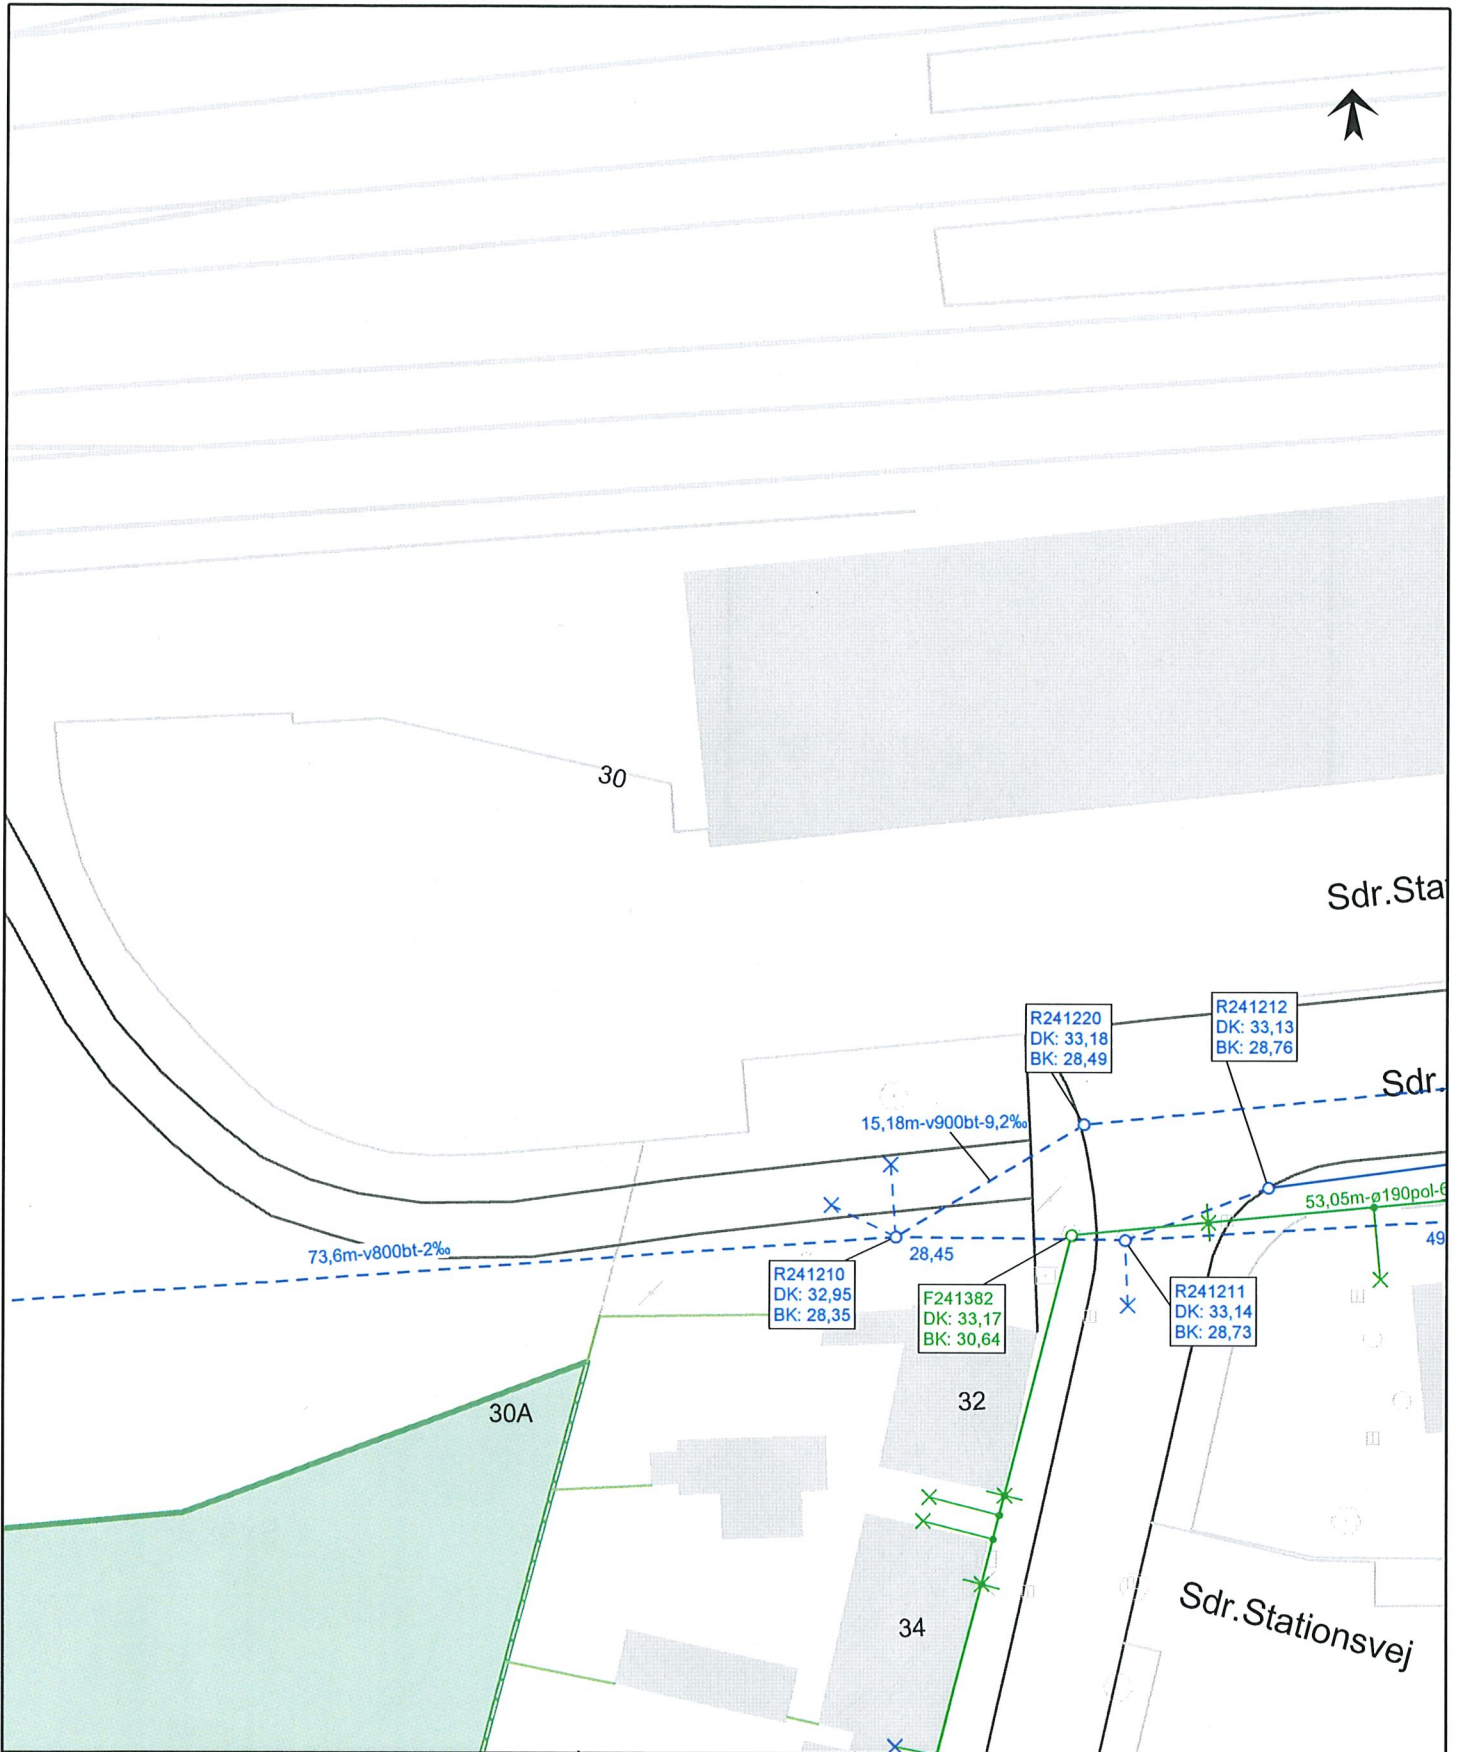 30
Sdr.Sta
R241220
DK: 33,18
BK: 28,49
R241212
DK: 33,13
BK: 28,76
Sdr.
15,18m-v900bt-9,2‰
53,05m-ø190pol-6
73,6m-v800bt-2‰
28,45
49
R241210
DK: 32,95
BK: 28,35
F241382
DK: 33,17
BK: 30,64
R241211
DK: 33,14
BK: 28,73
32
30A
34
Sdr.Stationsvej